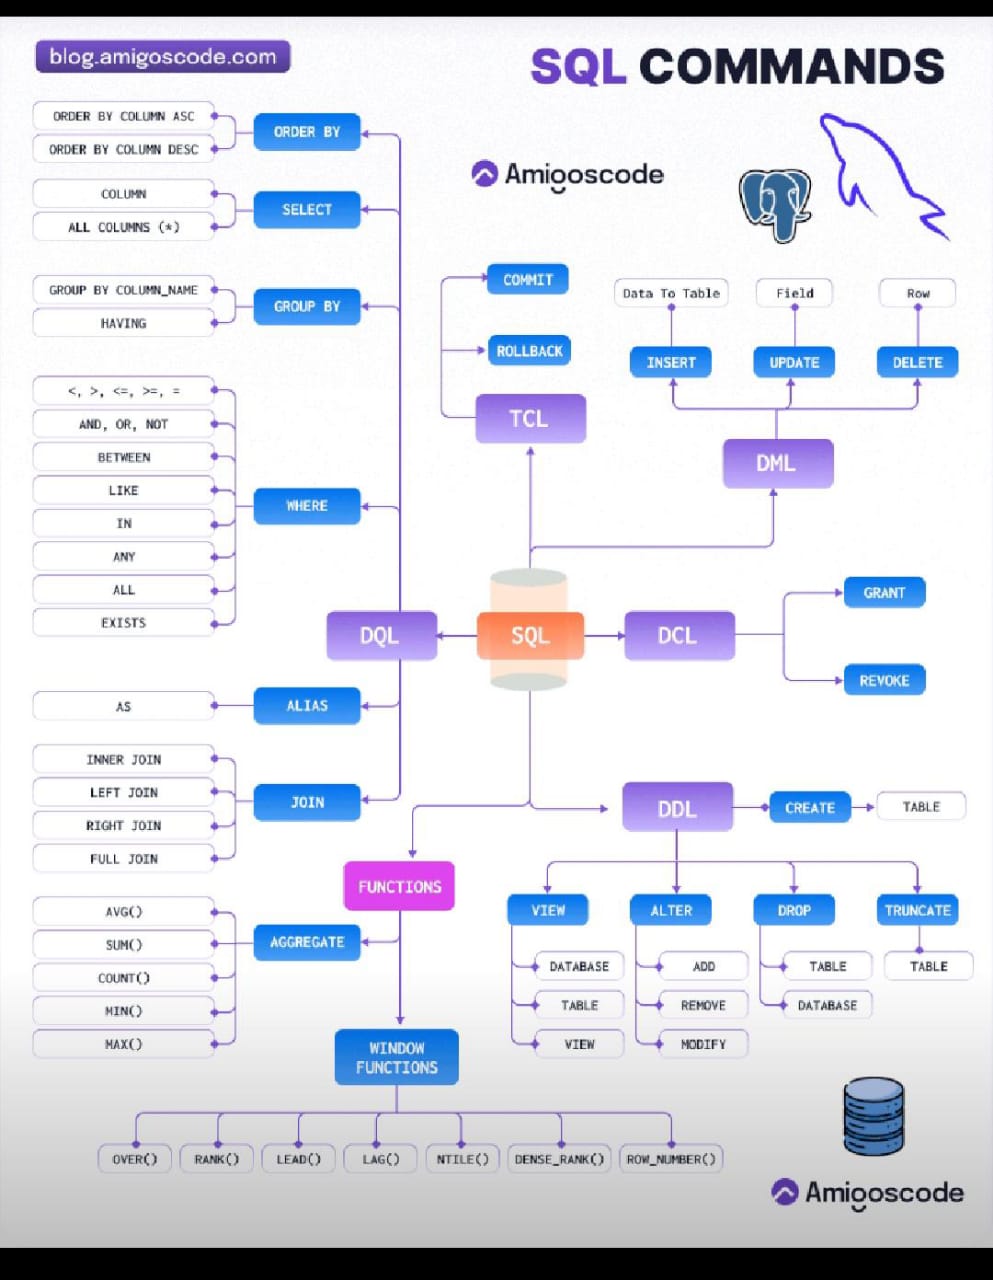 blog.amigoscode.com
SQL COMMANDS
Amigoscode
ORDER BY COLUMN ASC
ORDER BY COLUMN DESC
ORDER BY
COLUMN
ALL COLUMNS (*)
SELECT
GROUP BY COLUMN_NAME
HAVING
GROUP BY
<, >, <=, >=, =
AND, OR, NOT
BETWEEN
LIKE
IN
ANY
ALL
EXISTS
WHERE
AS
ALIAS
INNER JOIN
LEFT JOIN
RIGHT JOIN
FULL JOIN
JOIN
DQL
SQL
COMMIT
ROLLBACK
TCL
Data To Table
Field
Row
INSERT
UPDATE
DELETE
DML
DCL
GRANT
REVOKE
DDL
CREATE
TABLE
VIEW
ALTER
DROP
TRUNCATE
DATABASE
TABLE
VIEW
ADD
REMOVE
MODIFY
TABLE
DATABASE
TABLE
FUNCTIONS
AVG()
SUM()
COUNT()
MIN()
MAX()
AGGREGATE
WINDOW
FUNCTIONS
OVER()
RANK()
LEAD()
LAG()
NTILE()
DENSE_RANK()
ROW_NUMBER()
Amigoscode